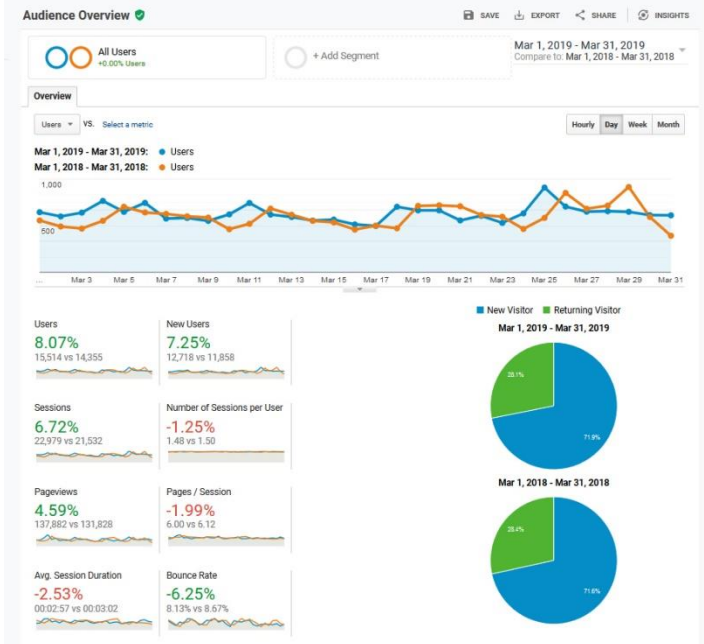 Audience Overview
SAVE EXPORT SHARE INSIGHTS
All Users
+0.00% Users
+ Add Segment
Mar 1, 2019 - Mar 31, 2019
Compare to: Mar 1, 2018 - Mar 31, 2018
Overview
Users VS. Select a metric
Hourly Day Week Month
Mar 1, 2019 - Mar 31, 2019: Users
Mar 1, 2018 - Mar 31, 2018: Users
1,000
500
... Mar 3 Mar 5 Mar 7 Mar 9 Mar 11 Mar 13 Mar 15 Mar 17 Mar 19 Mar 21 Mar 23 Mar 25 Mar 27 Mar 29 Mar 31
New Visitor Returning Visitor
Mar 1, 2019 - Mar 31, 2019
28.1%
71.9%
Mar 1, 2018 - Mar 31, 2018
28.4%
71.6%
Users
8.07%
15,514 vs 14,355
New Users
7.25%
12,718 vs 11,858
Sessions
6.72%
22,979 vs 21,532
Number of Sessions per User
-1.25%
1.48 vs 1.50
Pageviews
4.59%
137,882 vs 131,828
Pages / Session
-1.99%
6.00 vs 6.12
Avg. Session Duration
-2.53%
00:02:57 vs 00:03:02
Bounce Rate
-6.25%
8.13% vs 8.67%